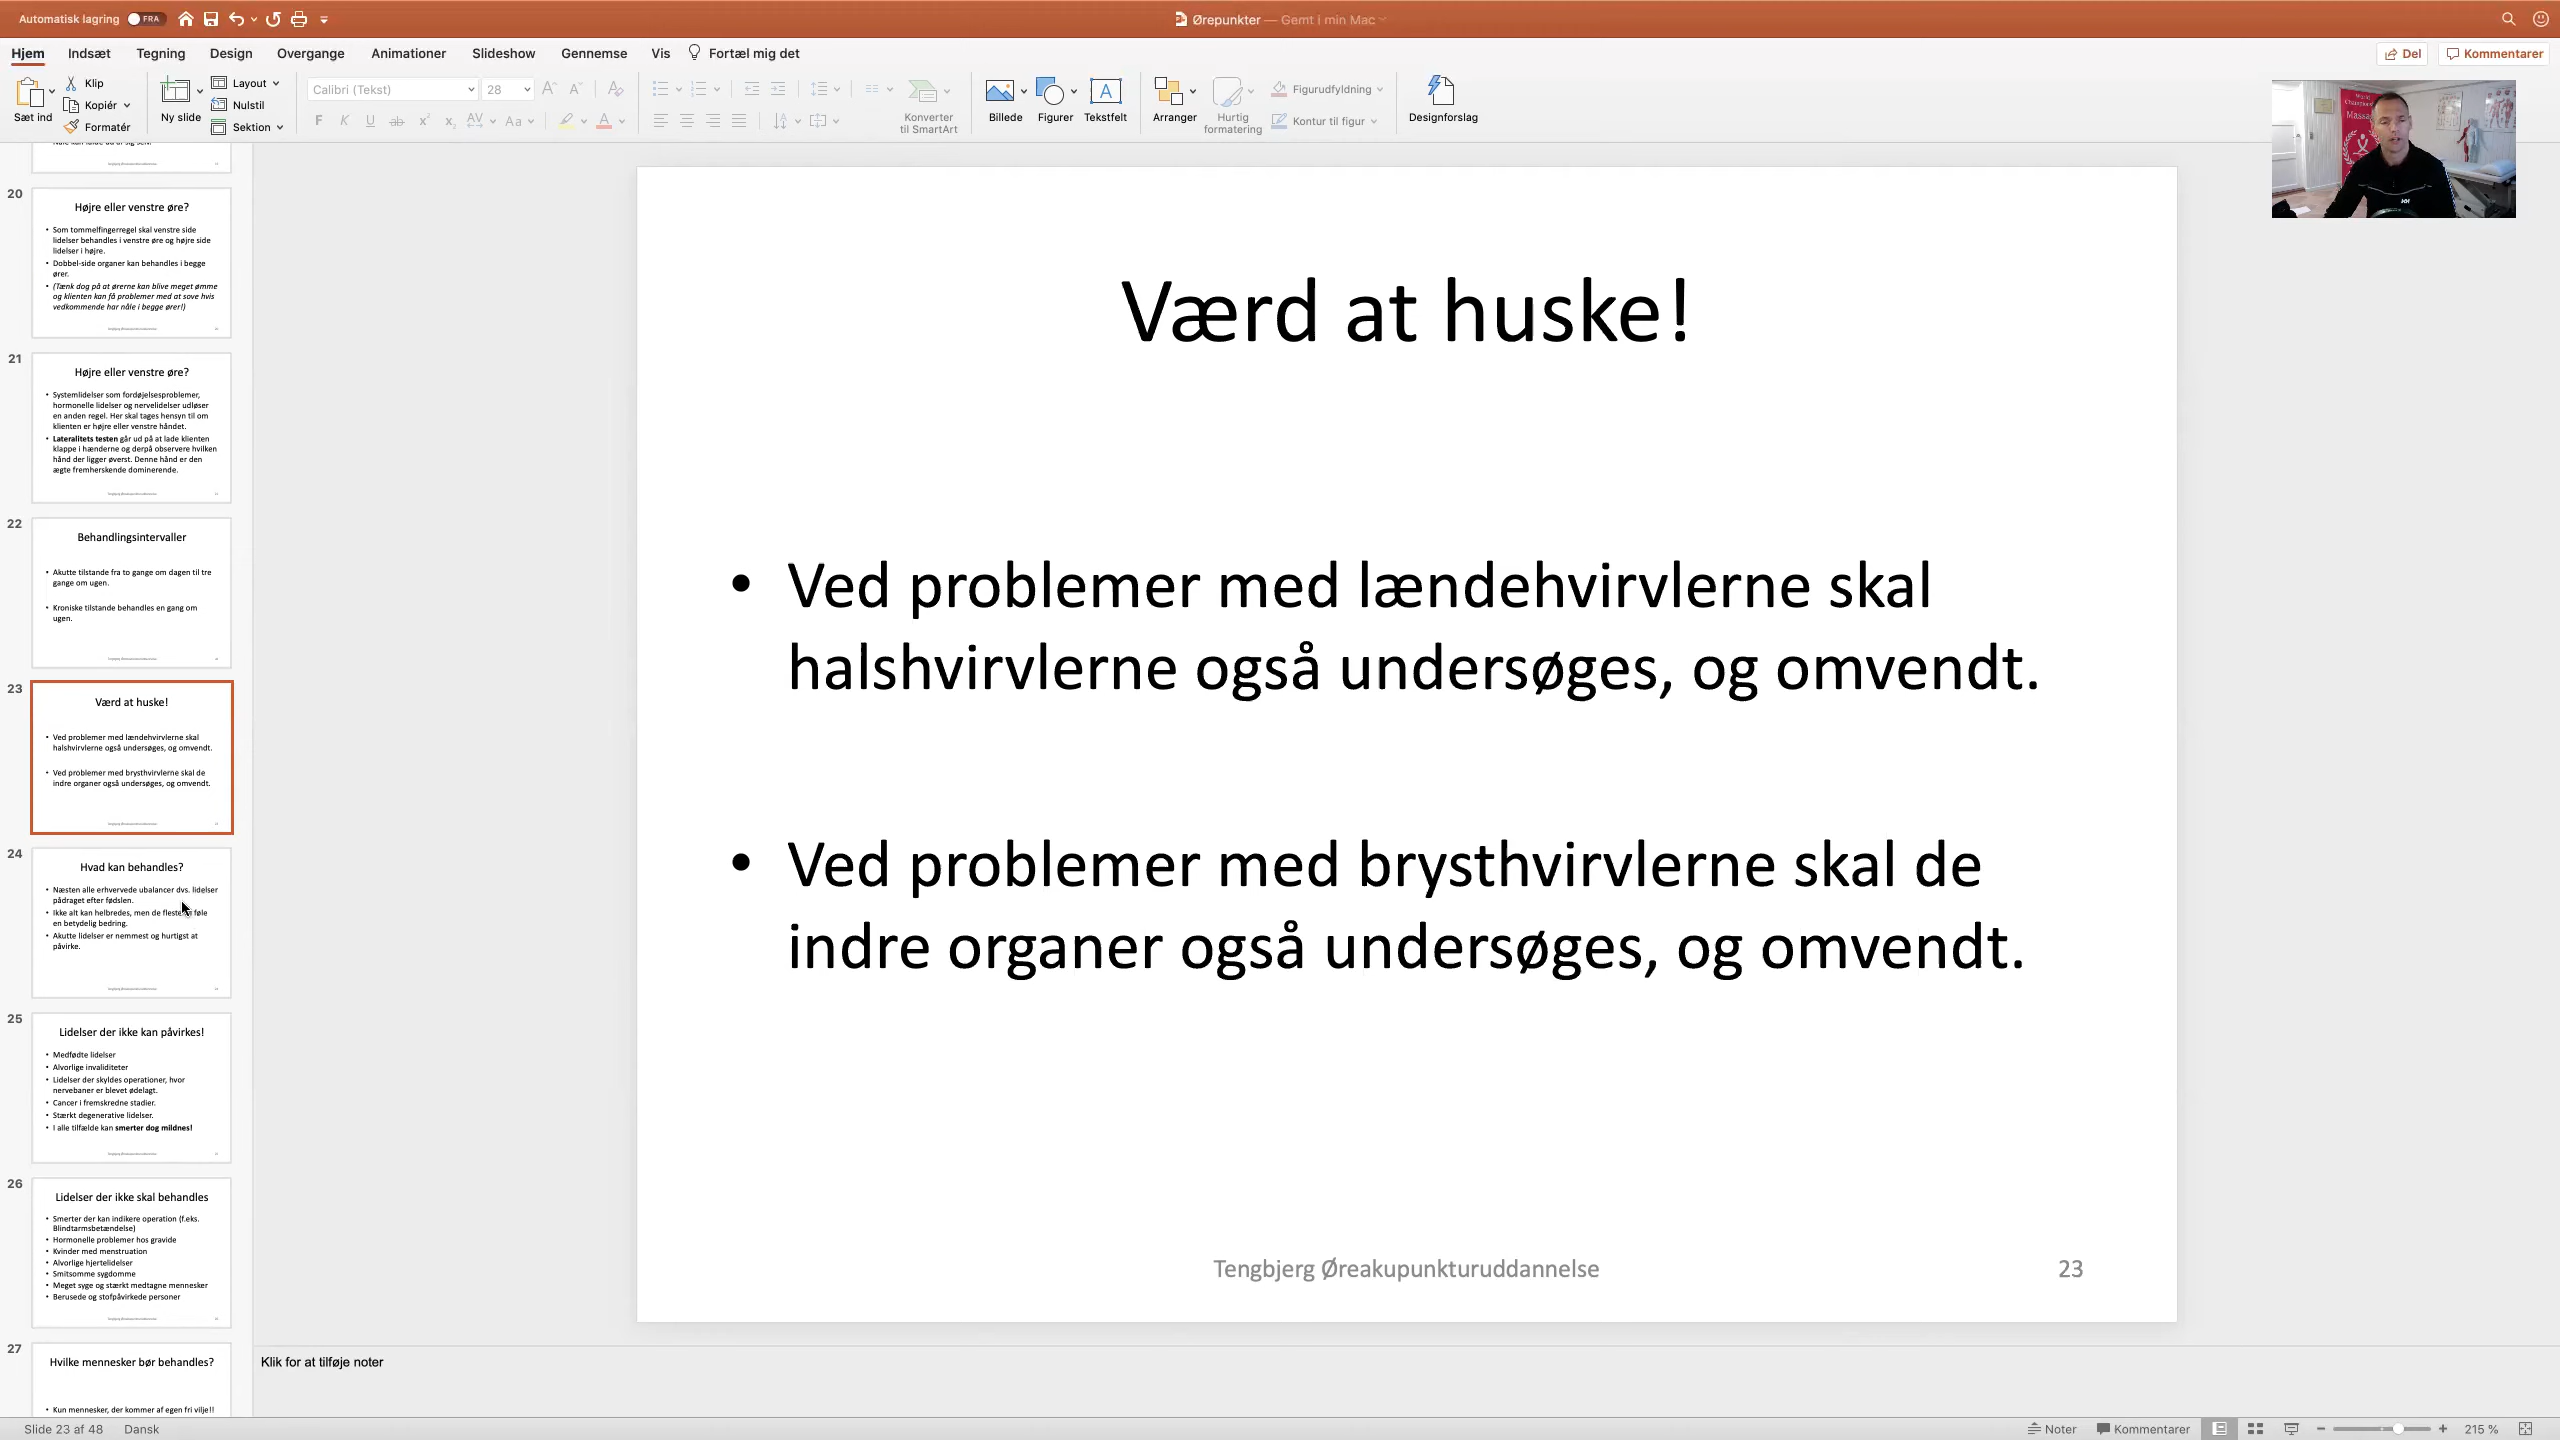 Automatisk lagring FRA
Ørepunkter — Gemt i min Mac
Hjem Indsæt Tegning Design Overgange Animationer Slideshow Gennemse Vis Fortæl mig det
Del Kommentarer
Sæt ind
Klip
Kopiér
Formatér
Ny slide
Layout
Nulstil
Sektion
Calibri (Tekst) 28
Konverter
til SmartArt
Billede Figurer Tekstfelt
Arranger
Hurtig
formatering
Figurudfyldning
Kontur til figur
Designforslag
20
Højre eller venstre øre?
• Som tommelfingerregel skal venstre side
lidelser behandles i venstre øre og højre side
lidelser i højre.
• Dobbel-side organer kan behandles i begge
ører.
• (Tænk dog på at ørerne kan blive meget ømme
og klienten kan få problemer med at sove hvis
vedkommende har nåle i begge ører!)
21
Højre eller venstre øre?
• Systemlidelser som fordøjelsesproblemer,
hormonelle lidelser og nervelidelser udløser
en anden regel. Her skal tages hensyn til om
klienten er højre eller venstre håndet.
• Lateralitets testen går ud på at lade klienten
klappe i hænderne og derpå observere hvilken
hånd der ligger øverst. Denne hånd er den
ægte fremherskende dominerende.
22
Behandlingsintervaller
• Akutte tilstande fra to gange om dagen til tre
gange om ugen.
• Kroniske tilstande behandles en gang om
ugen.
23
Værd at huske!
• Ved problemer med lændehvirvlerne skal
halshvirvlerne også undersøges, og omvendt.
• Ved problemer med brysthvirvlerne skal de
indre organer også undersøges, og omvendt.
24
Hvad kan behandles?
• Næsten alle erhvervede ubalancer dvs. lidelser
pådraget efter fødslen.
• Ikke alt kan helbredes, men de fleste føle
en betydelig bedring.
• Akutte lidelser er nemmest og hurtigst at
påvirke.
25
Lidelser der ikke kan påvirkes!
• Medfødte lidelser
• Alvorlige invaliditeter
• Lidelser der skyldes operationer, hvor
nervebaner er blevet ødelagt.
• Cancer i fremskredne stadier.
• Stærkt degenerative lidelser.
• I alle tilfælde kan smerter dog mildnes!
26
Lidelser der ikke skal behandles
• Smerter der kan indikere operation (f.eks.
Blindtarmsbetændelse)
• Hormonelle problemer hos gravide
• Kvinder med menstruation
• Alvorlige hjertelidelser
• Smitsomme sygdomme
• Meget syge og stærkt medtagne mennesker
• Berusede og stofpåvirkede personer
27
Hvilke mennesker bør behandles?
• Kun mennesker, der kommer af egen fri vilje!!
Værd at huske!
• Ved problemer med lændehvirvlerne skal
halshvirvlerne også undersøges, og omvendt.
• Ved problemer med brysthvirvlerne skal de
indre organer også undersøges, og omvendt.
Tengbjerg Øreakupunkturuddannelse 23
Klik for at tilføje noter
Slide 23 af 48 Dansk
Noter Kommentarer 215 %